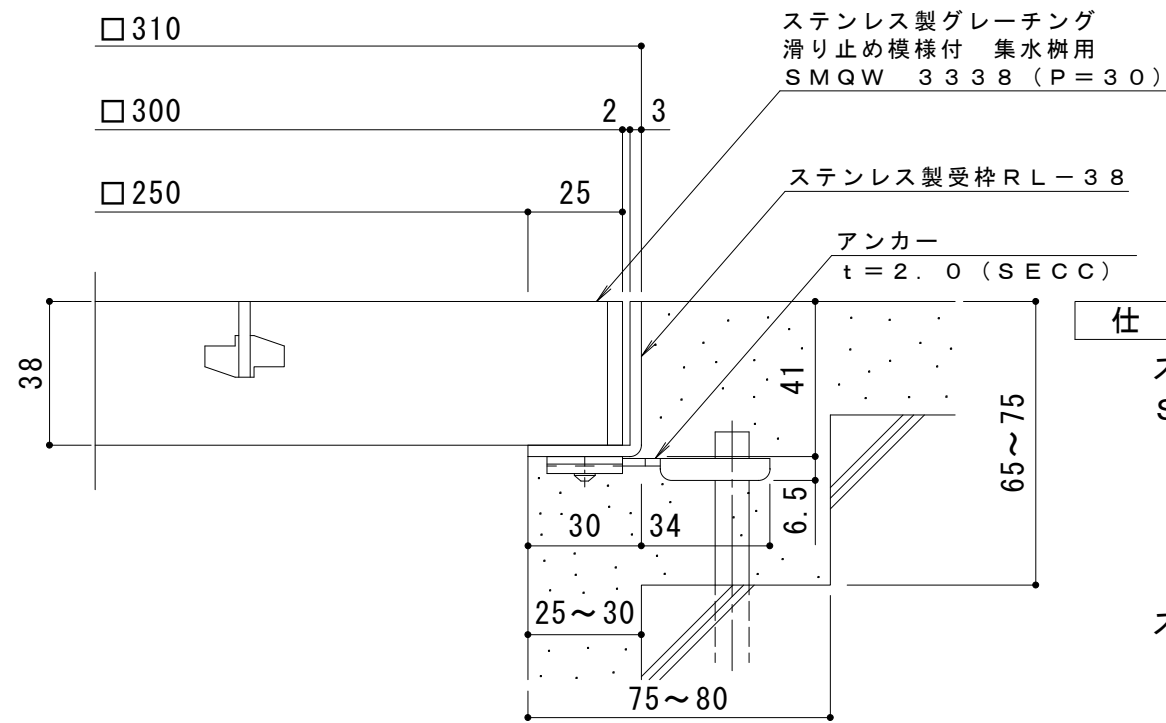 □310
ステンレス製グレーチング
滑り止め模様付 集水桝用
SMQW 3338(P=30)
□300
2
3
ステンレス製受枠RL-38
□250
25
アンカー
t=2.0(SECC)
仕
38
41
65~75
6.5
30
34
25~30
75~80